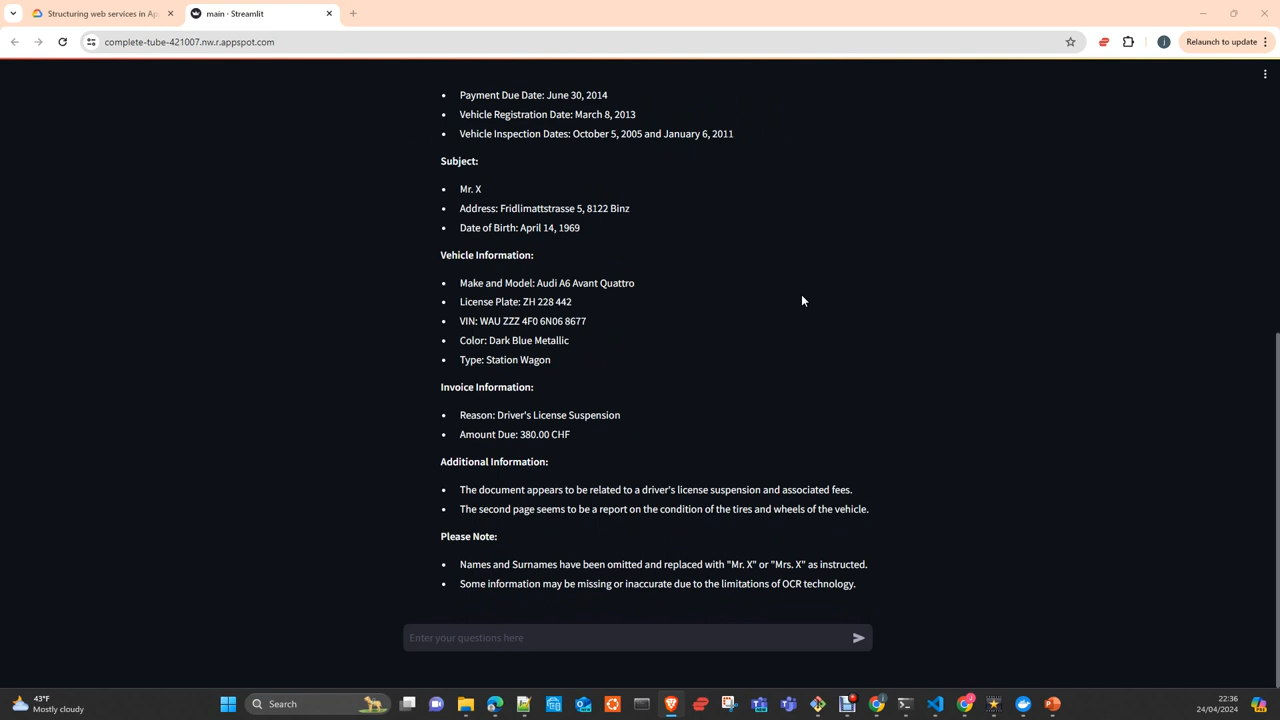 Structuring web services in Ap
main · Streamlit
complete-tube-421007.nw.r.appspot.com
Relaunch to update
• Payment Due Date: June 30, 2014
• Vehicle Registration Date: March 8, 2013
• Vehicle Inspection Dates: October 5, 2005 and January 6, 2011
Subject:
• Mr. X
• Address: Fridlimattstrasse 5, 8122 Binz
• Date of Birth: April 14, 1969
Vehicle Information:
• Make and Model: Audi A6 Avant Quattro
• License Plate: ZH 228 442
• VIN: WAU ZZZ 4F0 6N06 8677
• Color: Dark Blue Metallic
• Type: Station Wagon
Invoice Information:
• Reason: Driver's License Suspension
• Amount Due: 380.00 CHF
Additional Information:
• The document appears to be related to a driver's license suspension and associated fees.
• The second page seems to be a report on the condition of the tires and wheels of the vehicle.
Please Note:
• Names and Surnames have been omitted and replaced with "Mr. X" or "Mrs. X" as instructed.
• Some information may be missing or inaccurate due to the limitations of OCR technology.
Enter your questions here
43°F
Mostly cloudy
Search
22:36
24/04/2024